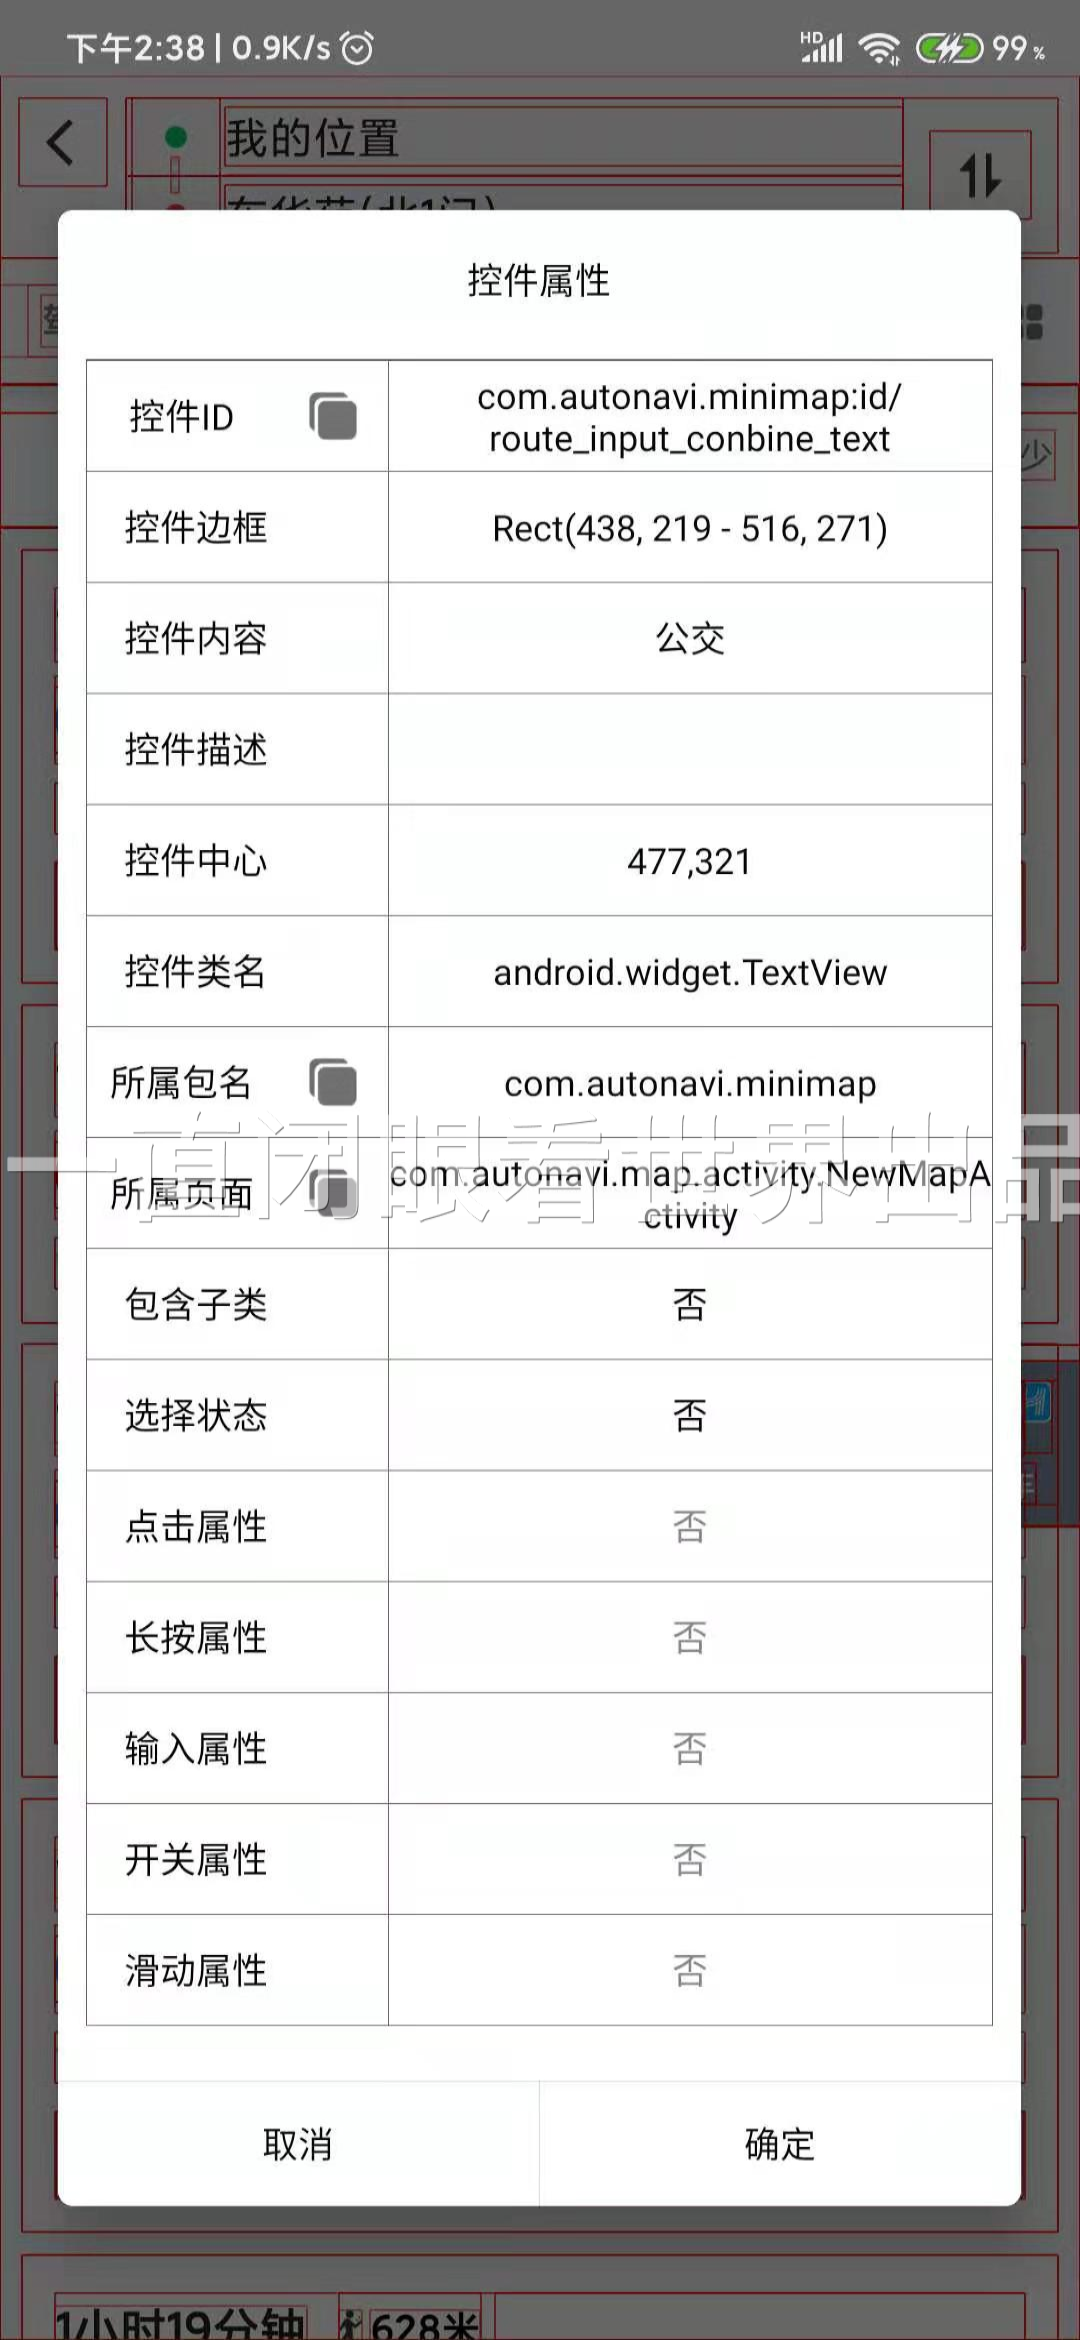 下午2:38 | 0.9K/s HD 99%
我的位置
控件属性
控件ID com.autonavi.minimap:id/
route_input_conbine_text
控件边框 Rect(438, 219 - 516, 271)
控件内容 公交
控件描述
控件中心 477,321
控件类名 android.widget.TextView
所属包名 com.autonavi.minimap
一直闭眼看世界出品
所属页面 com.autonavi.map.activity.NewMapA
ctivity
包含子类 否
选择状态 否
点击属性 否
长按属性 否
输入属性 否
开关属性 否
滑动属性 否
取消 确定
1小时19分钟 628米